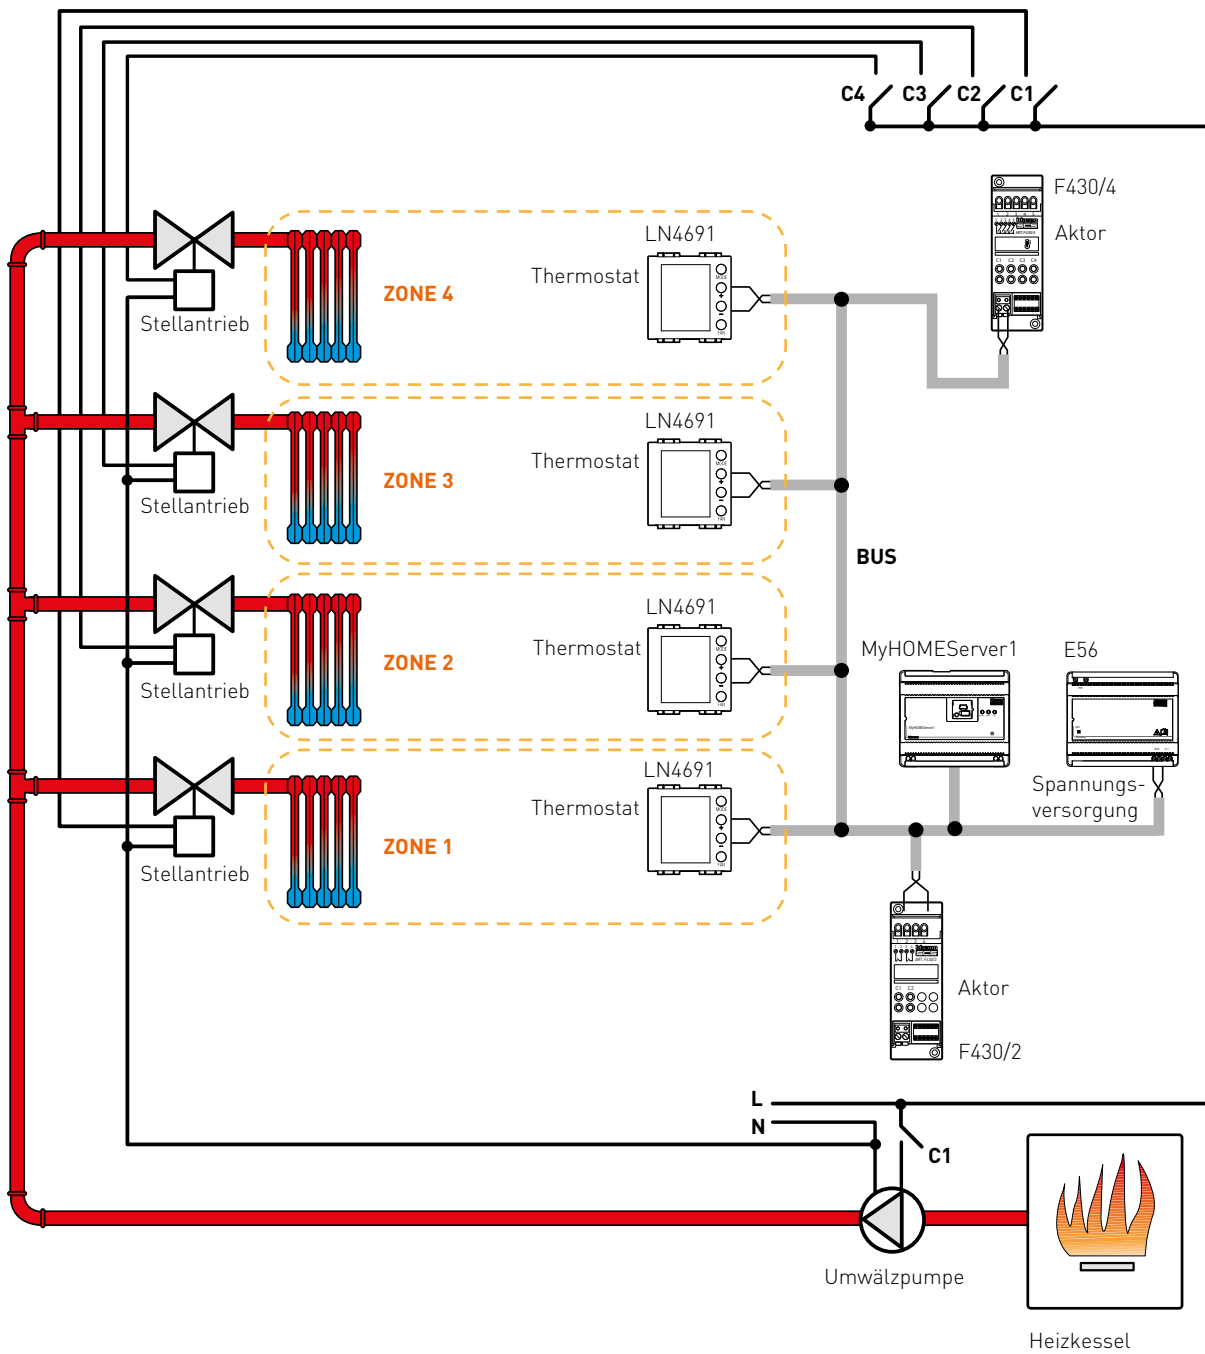 C4 C3 C2 C1
F430/4
Aktor
LN4691
Thermostat
ZONE 4
Stellantrieb
LN4691
Thermostat
ZONE 3
Stellantrieb
BUS
LN4691
Thermostat
ZONE 2
Stellantrieb
MyHOMEServer1
E56
Spannungs-
versorgung
LN4691
Thermostat
ZONE 1
Stellantrieb
Aktor
F430/2
L
N
C1
Umwälzpumpe
Heizkessel